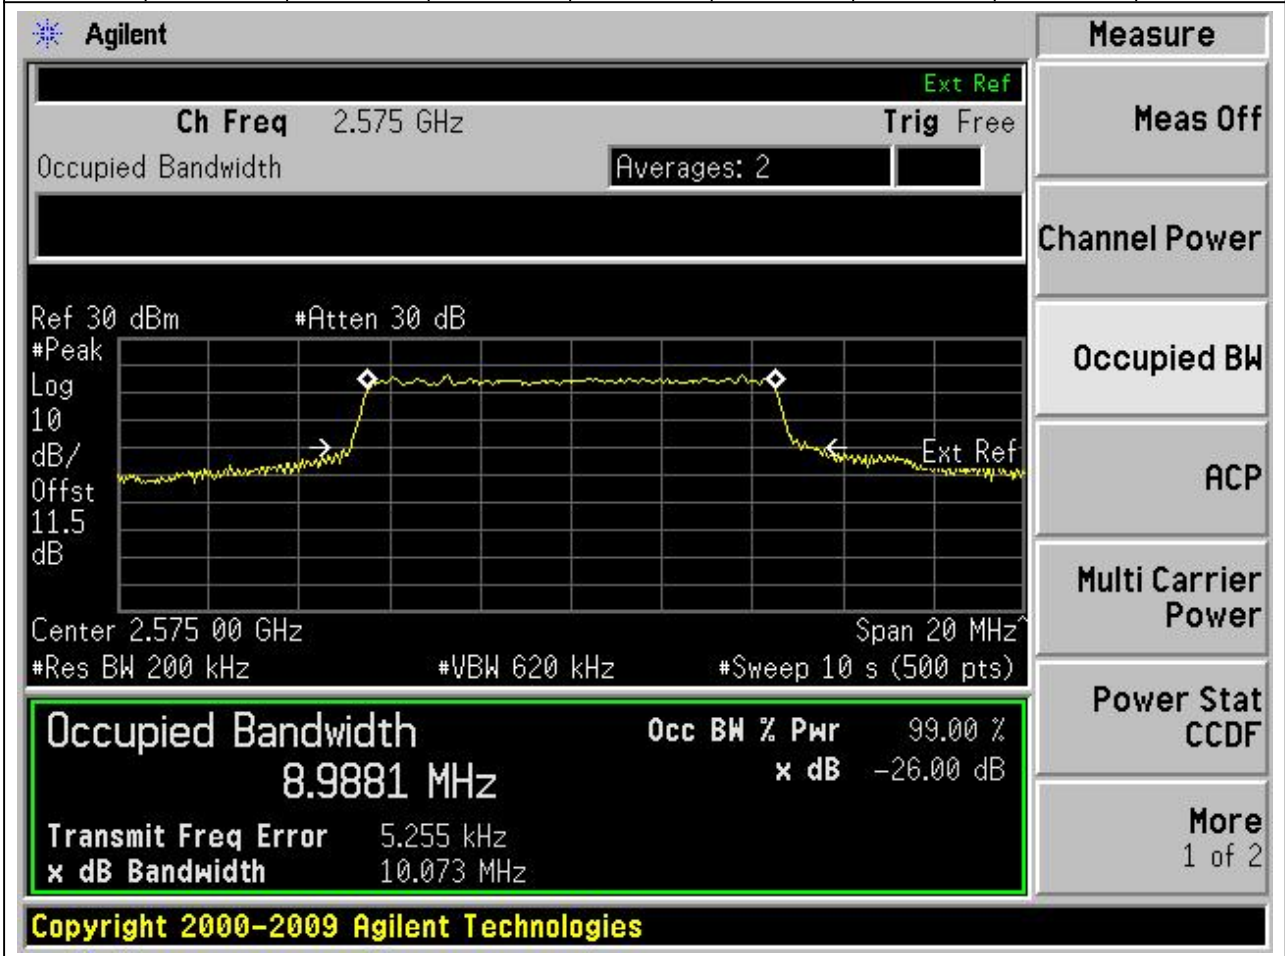 Agilent
Measure
Ext Ref
Ch Freq 2.575 GHz Trig Free
Occupied Bandwidth Averages: 2
Meas Off
Channel Power
Occupied BW
ACP
Multi Carrier
Power
Power Stat
CCDF
More
1 of 2
Ref 30 dBm #Atten 30 dB
#Peak
Log
10
dB/
Offst
11.5
dB
Ext Ref
Center 2.575 00 GHz Span 20 MHz^
#Res BW 200 kHz #VBW 620 kHz #Sweep 10 s (500 pts)
Occupied Bandwidth Occ BW % Pwr 99.00 %
8.9881 MHz x dB -26.00 dB
Transmit Freq Error 5.255 kHz
x dB Bandwidth 10.073 MHz
Copyright 2000-2009 Agilent Technologies